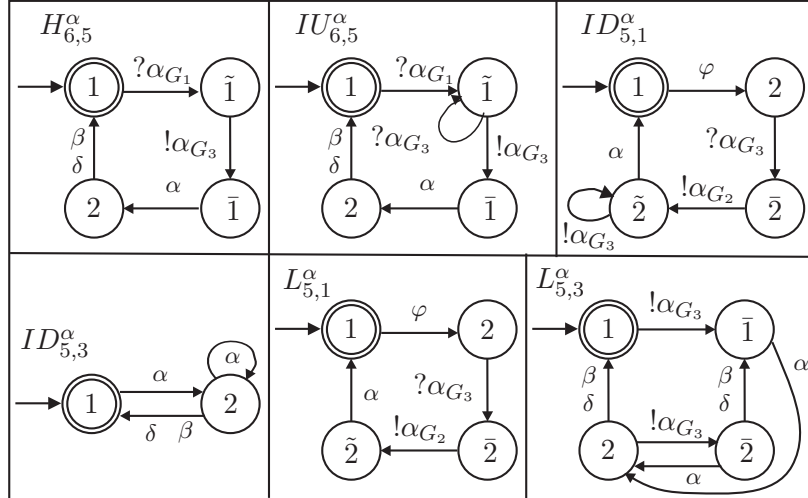 H^α_{6,5}
1
?α_{G_1}
1̃
β
δ
!α_{G_3}
2
α
1̄
IU^α_{6,5}
1
?α_{G_1}
1̃
β
δ
?α_{G_3}
!α_{G_3}
2
α
1̄
ID^α_{5,1}
1
φ
2
α
?α_{G_3}
2̃
!α_{G_2}
2̄
!α_{G_3}
ID^α_{5,3}
1
α
α
2
δ
β
L^α_{5,1}
1
φ
2
α
?α_{G_3}
2̃
!α_{G_2}
2̄
L^α_{5,3}
1
!α_{G_3}
1̄
α
β
δ
β
δ
2
!α_{G_3}
2̄
α